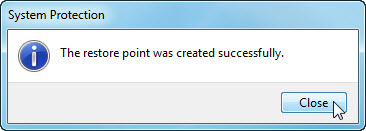 System Protection
The restore point was created successfully.
Close